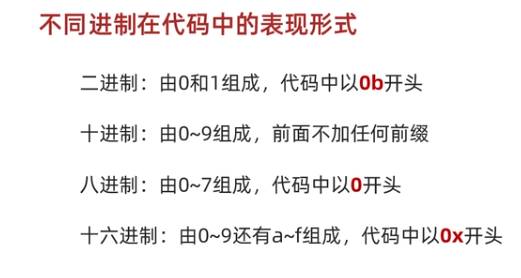 不同进制在代码中的表现形式
二进制：由0和1组成，代码中以0b开头
十进制：由0~9组成，前面不加任何前缀
八进制：由0~7组成，代码中以0开头
十六进制：由0~9还有a~f组成，代码中以0x开头